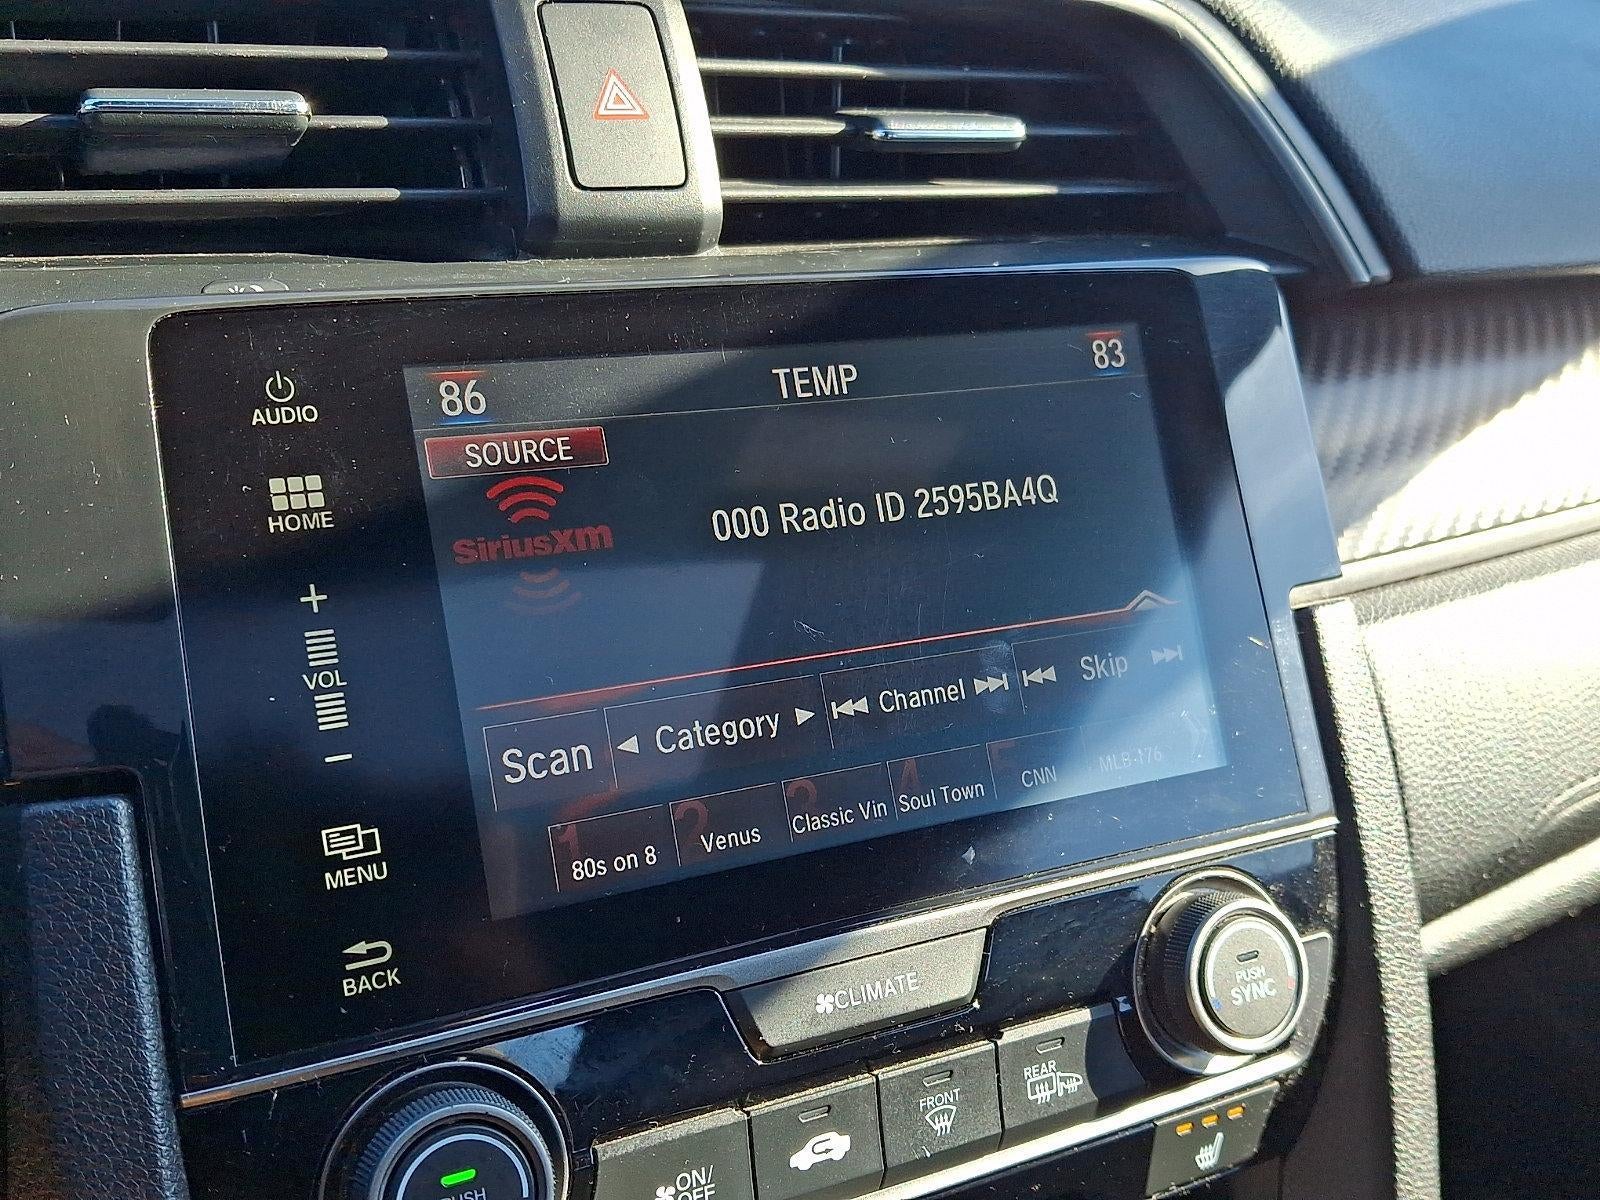 86 TEMP 83
AUDIO
SOURCE
siriusxm
000 Radio ID 2595BA4Q
HOME
+
VOL
−
Scan ◄ Category ► Channel Skip
1 80s on 8
2 Venus
3 Classic Vin
4 Soul Town
5 CNN
MLB-176
MENU
BACK
CLIMATE
PUSH
SYNC
PUSH
ON/
OFF
FRONT
REAR